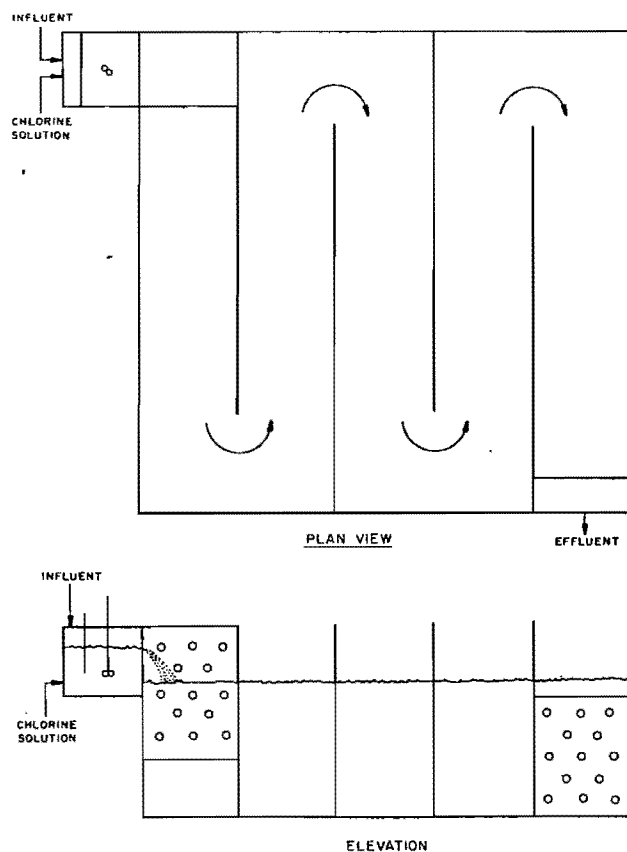 INFLUENT
CHLORINE
SOLUTION
PLAN VIEW
EFFLUENT
INFLUENT
CHLORINE
SOLUTION
ELEVATION